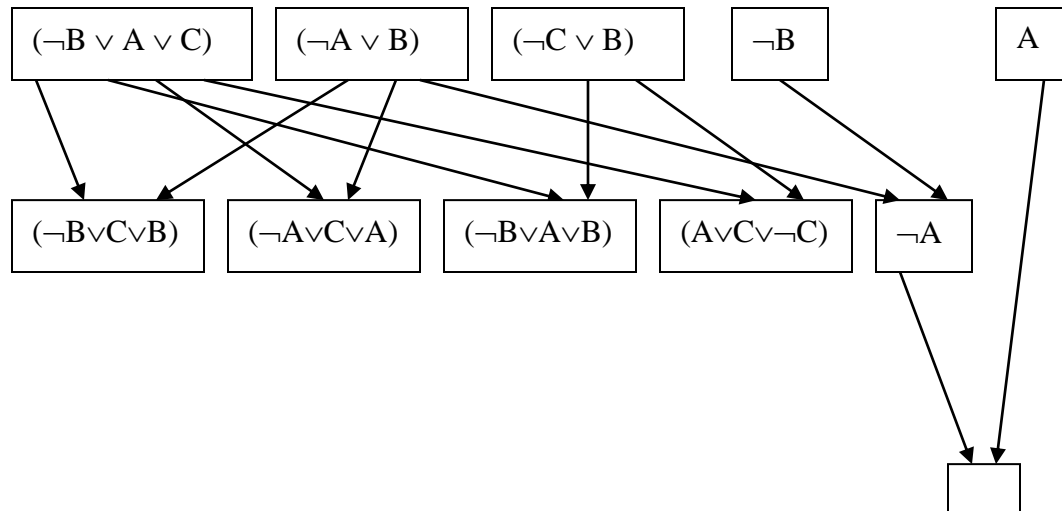 (¬B ∨ A ∨ C)
(¬A ∨ B)
(¬C ∨ B)
¬B
A
(¬B∨C∨B)
(¬A∨C∨A)
(¬B∨A∨B)
(A∨C∨¬C)
¬A